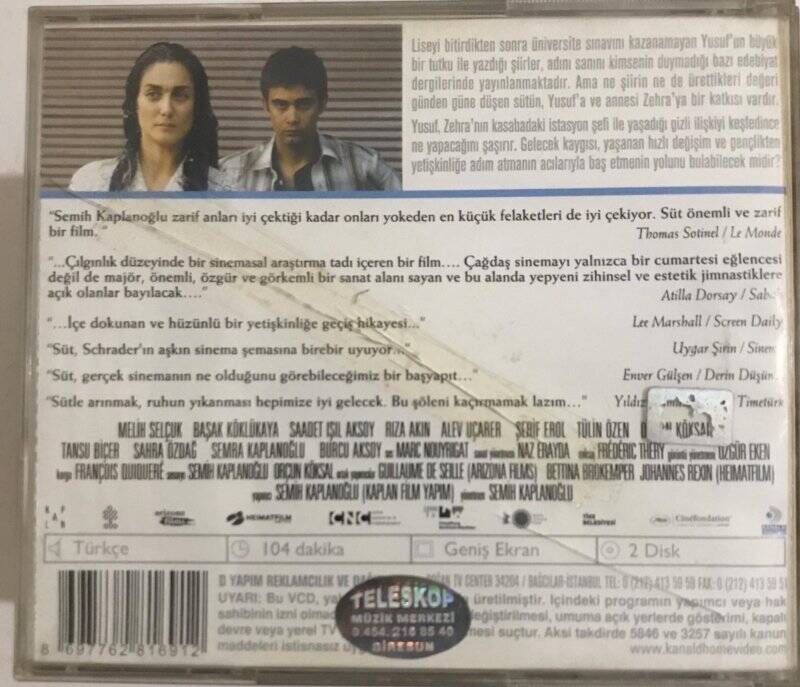 Liseyi bitirdikten sonra üniversite sınavını kazanamayan Yusuf'un büyük
bir tutku ile yazdığı şiirler, adını sanını kimsenin duymadığı bazı edebiyat
dergilerinde yayınlanmaktadır. Ama ne şiirin ne de ürettikleri değeri
günden güne düşen sütün, Yusuf'a ve annesi Zehra'ya bir katkısı vardır.
Yusuf, Zehra'nın kasabadaki istasyon şefi ile yaşadığı gizli ilişkiyi keşfedince
ne yapacağını şaşırır. Gelecek kaygısı, yaşanan hızlı değişim ve gençlikten
yetişkinliğe adım atmanın acılarıyla baş etmenin yolunu bulabilecek midir?
"Semih Kaplanoğlu zarif anları iyi çektiği kadar onları yokeden en küçük felaketleri de iyi çekiyor. Süt önemli ve zarif
bir film."
Thomas Sotinel / Le Monde
"...Çılgınlık düzeyinde bir sinemasal araştırma tadı içeren bir film.... Çağdaş sinemayı yalnızca bir cumartesi eğlencesi
değil de majör, önemli, özgür ve görkemli bir sanat alanı sayan ve bu alanda yepyeni zihinsel ve estetik jimnastiklere
açık olanlar bayılacak...."
Atilla Dorsay /
"...İçe dokunan ve hüzünlü bir yetişkinliğe geçiş hikayesi..."
Lee Marshall / Screen Daily
"Süt, Schrader'ın aşkın sinema şemasına birebir uyuyor..."
Uygar Şirin /
"Süt, gerçek sinemanın ne olduğunu görebileceğimiz bir başyapıt..."
Enver Gülşen / Derin
"Sütle arınmak, ruhun yıkanması hepimize iyi gelecek. Bu şöleni kaçırmamak lazım..."
Yıldız Timetürk
MELİH SELÇUK BAŞAK KÖKLÜKAYA SAADET IŞIL AKSOY RIZA AKIN ALEV UÇARER ŞERİF EROL TÜLİN ÖZEN KÖKSAL
TANSU BİÇER SAHRA ÖZDAĞ SEMRA KAPLANOĞLU BURCU AKSOY MARC NOUYRIGAT NAZ ERAYDA FREDERIC THERY ÖZGÜR EKEN
kurgu FRANÇOIS QUIQUERÉ SEMİH KAPLANOĞLU ORÇUN KÖKSAL GUILLAUME DE SEILLE (ARIZONA FILMS) BETTINA BROKEMPER JOHANNES REXIN (HEIMATFILM)
yapımcı SEMİH KAPLANOĞLU (KAPLAN FİLM YAPIM) yönetmen SEMİH KAPLANOĞLU
HEIMATFILM CNC Cinéfondation
Türkçe 104 dakika Geniş Ekran 2 Disk
D YAPIM REKLAMCILIK VE TV CENTER 34204 / BAĞCILAR-İSTANBUL TEL: 0 (212) 413 56 59 FAX: 0 (212) 413
UYARI: Bu VCD, üretilmiştir. İçindeki programın yapımcı veya hak
sahibinin izni değiştirilmesi, umuma açık yerlerde gösterimi, kapalı
devre veya yerel TV suçtur. Aksi takdirde 5846 ve 3257 sayılı kanun
maddeleri istisnasız
www.kanaldhomevideo.com
TELESKOP
MÜZİK MERKEZİ
0.454. 216 85 40
GİRESUN
8 697762 816912